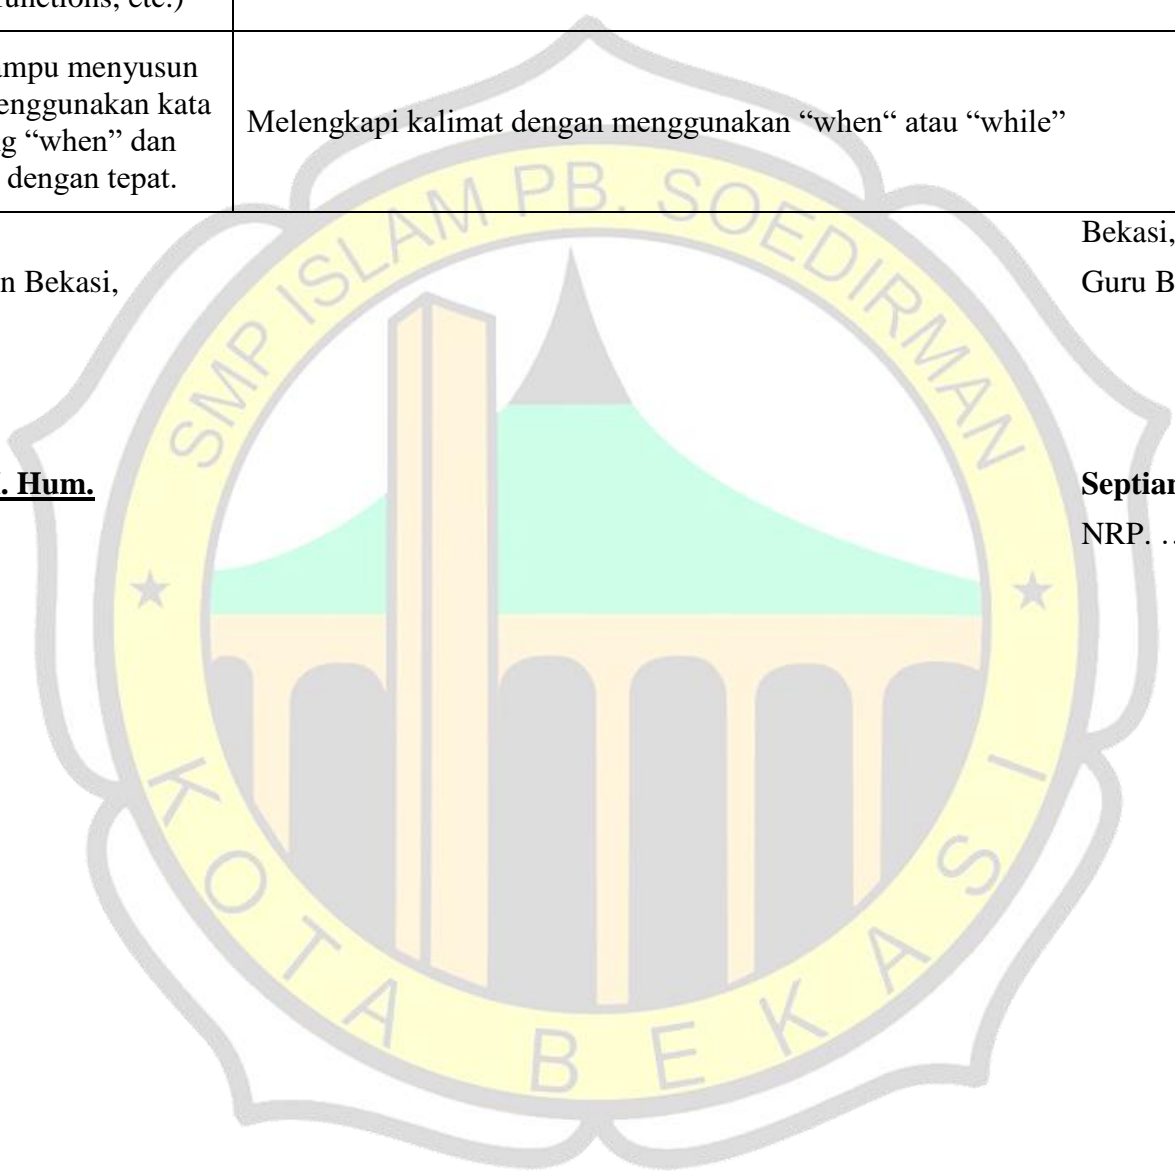 functions, etc.)
ampu menyusun
enggunakan kata
g “when” dan
dengan tepat.
Melengkapi kalimat dengan menggunakan “when“ atau “while”
Bekasi,
n Bekasi,
Guru B
. Hum.
Septian
NRP. ..
SMP ISLAM PB. SOEDIRMAN
KOTA BEKASI